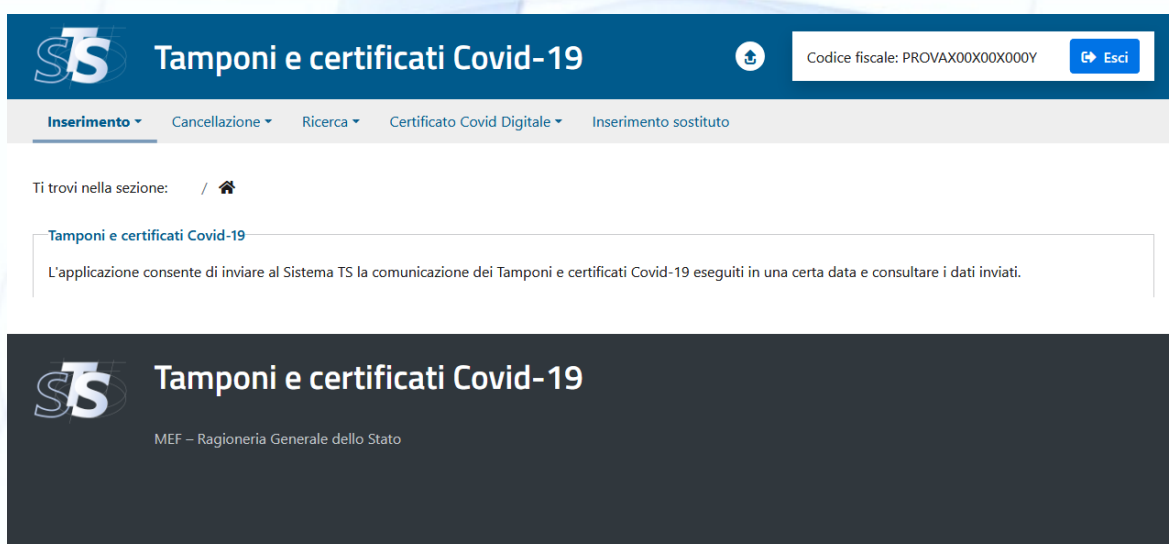 STS
Tamponi e certificati Covid-19
Codice fiscale: PROVAX00X00X000Y
Esci
Inserimento
Cancellazione
Ricerca
Certificato Covid Digitale
Inserimento sostituto
Ti trovi nella sezione: /
Tamponi e certificati Covid-19
L'applicazione consente di inviare al Sistema TS la comunicazione dei Tamponi e certificati Covid-19 eseguiti in una certa data e consultare i dati inviati.
STS
Tamponi e certificati Covid-19
MEF – Ragioneria Generale dello Stato